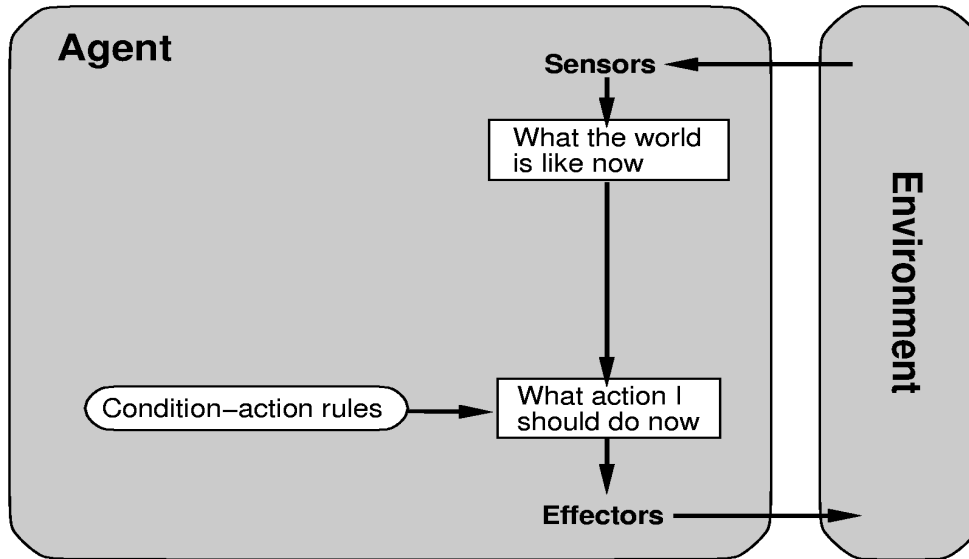 Agent
Sensors
What the world
is like now
Environment
Condition−action rules
What action I
should do now
Effectors